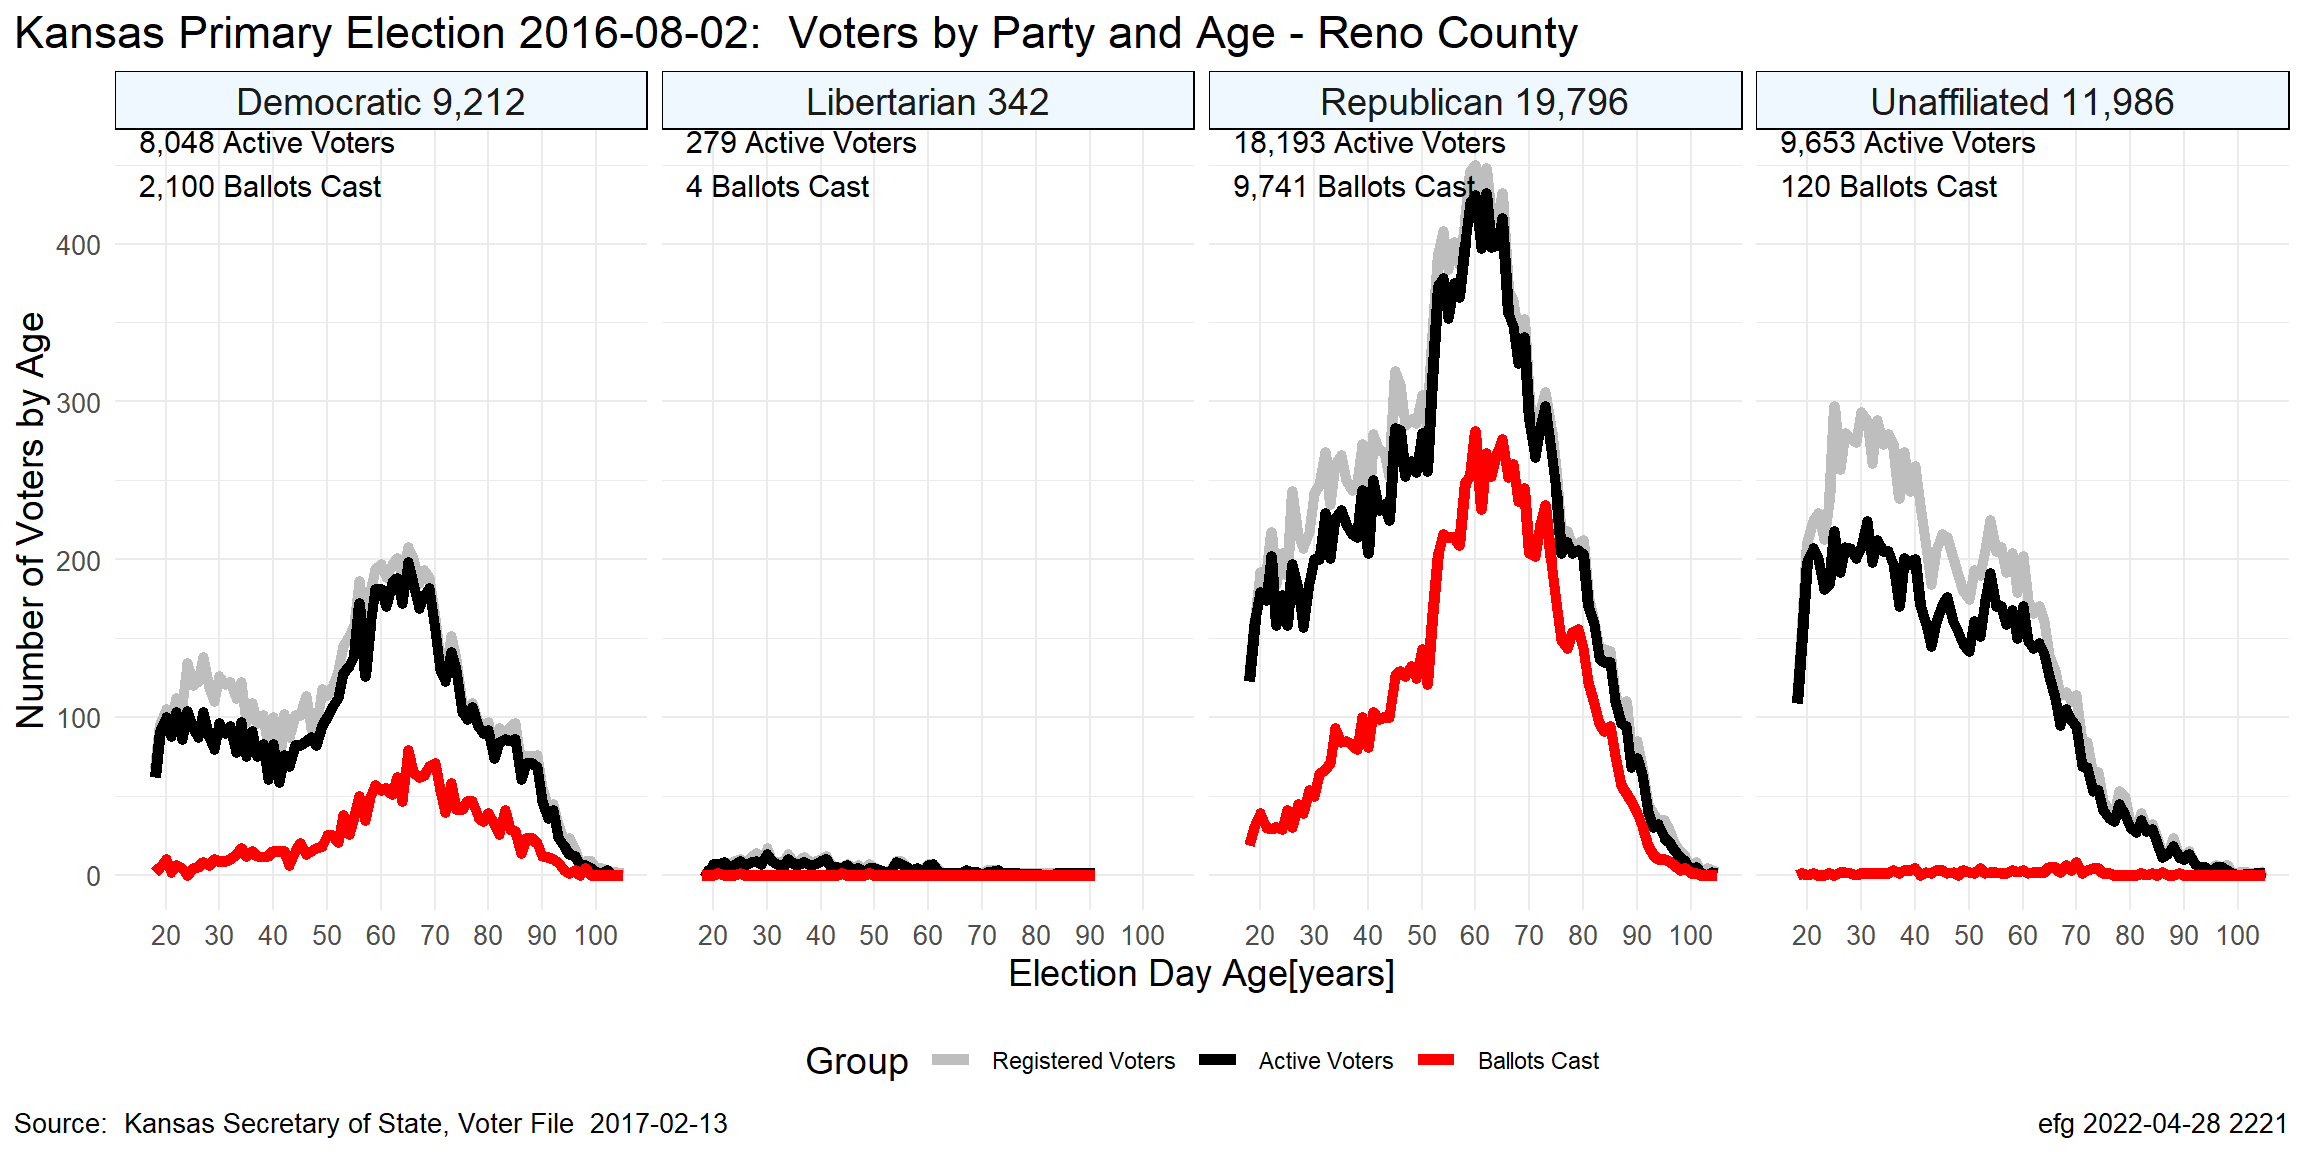 Kansas Primary Election 2016-08-02:  Voters by Party and Age - Reno County
Democratic 9,212
Libertarian 342
Republican 19,796
Unaffiliated 11,986
8,048 Active Voters
2,100 Ballots Cast
279 Active Voters
4 Ballots Cast
18,193 Active Voters
9,741 Ballots Cast
9,653 Active Voters
120 Ballots Cast
Number of Voters by Age
400
300
200
100
0
20 30 40 50 60 70 80 90 100
20 30 40 50 60 70 80 90 100
20 30 40 50 60 70 80 90 100
20 30 40 50 60 70 80 90 100
Election Day Age[years]
Group Registered Voters Active Voters Ballots Cast
Source:  Kansas Secretary of State, Voter File  2017-02-13
efg 2022-04-28 2221